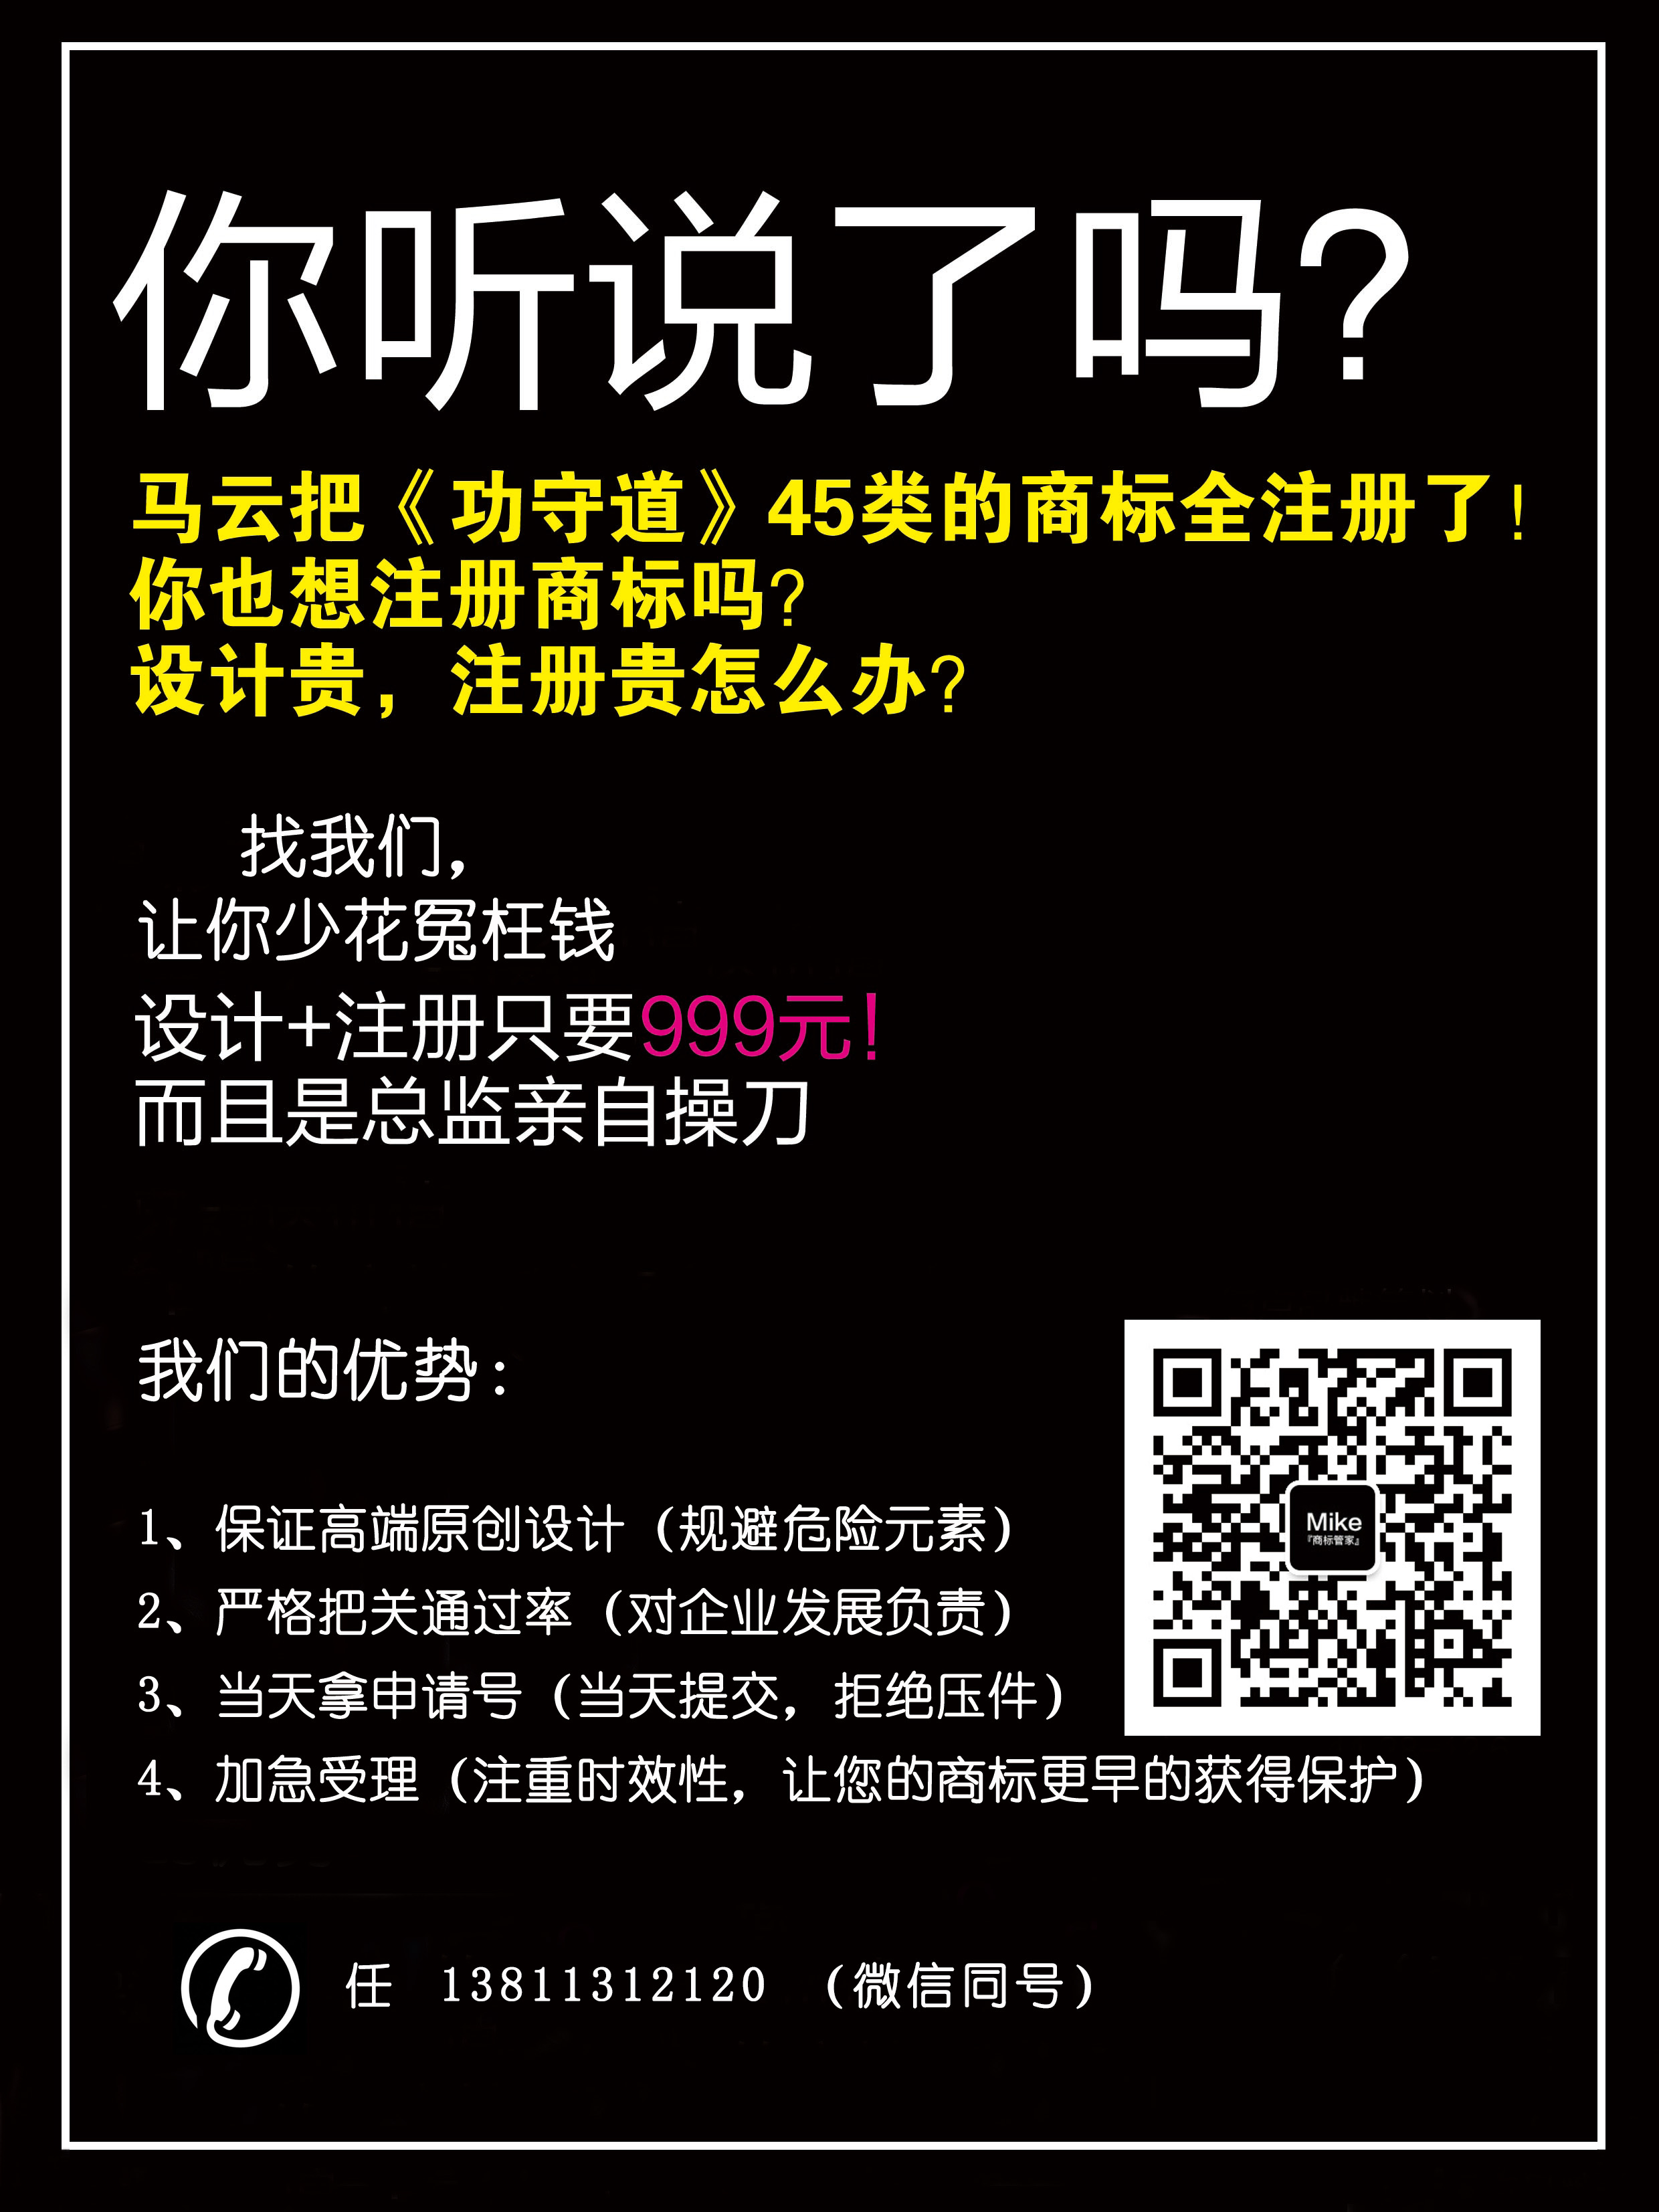 你听说了吗？
马云把《功守道》45类的商标全注册了！
你也想注册商标吗？
设计贵，注册贵怎么办？
找我们，
让你少花冤枉钱
设计+注册只要999元！
而且是总监亲自操刀
我们的优势：
1、保证高端原创设计（规避危险元素）
2、严格把关通过率（对企业发展负责）
3、当天拿申请号（当天提交，拒绝压件）
4、加急受理（注重时效性，让您的商标更早的获得保护）
Mike
『商标管家』
任 13811312120 （微信同号）